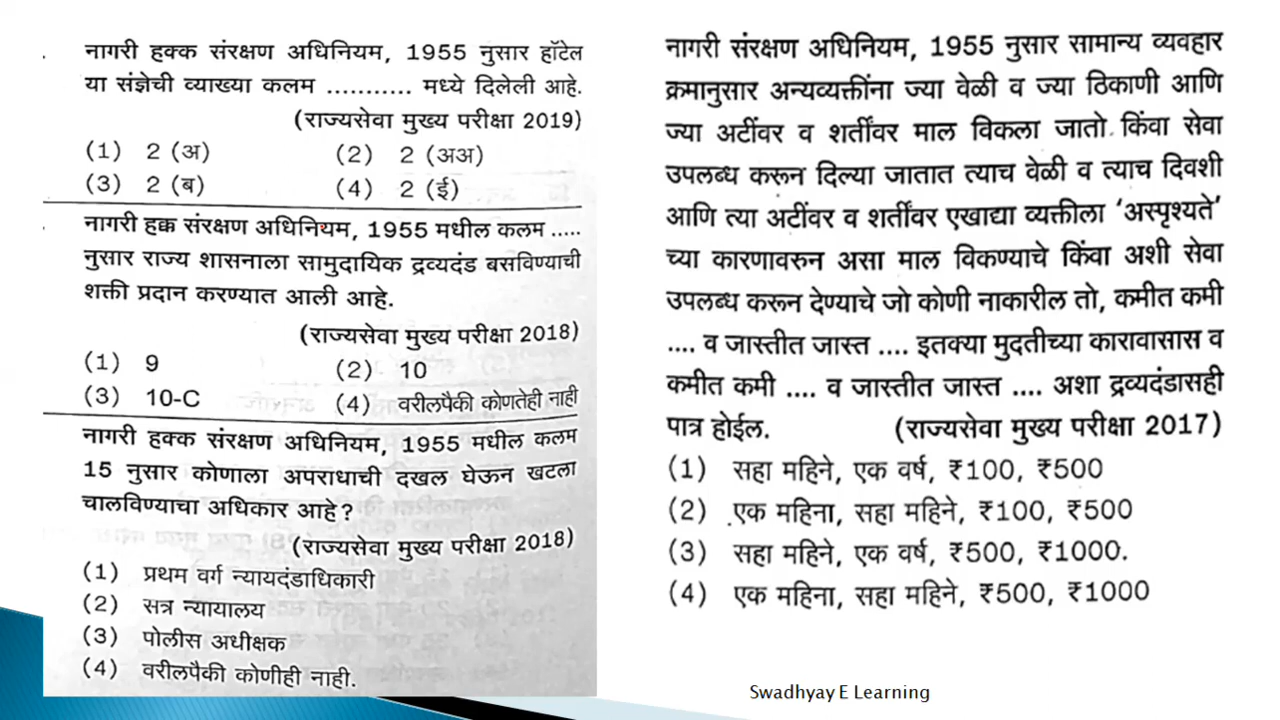 नागरी हक्क संरक्षण अधिनियम, 1955 नुसार हॉटेल
या संज्ञेची व्याख्या कलम ........... मध्ये दिलेली आहे.
(राज्यसेवा मुख्य परीक्षा 2019)
(1) 2 (अ) (2) 2 (अअ)
(3) 2 (ब) (4) 2 (ई)
नागरी हक्क संरक्षण अधिनियम, 1955 मधील कलम .....
नुसार राज्य शासनाला सामुदायिक द्रव्यदंड बसविण्याची
शक्ती प्रदान करण्यात आली आहे.
(राज्यसेवा मुख्य परीक्षा 2018)
(1) 9 (2) 10
(3) 10-C (4) वरीलपैकी कोणतेही नाही
नागरी हक्क संरक्षण अधिनियम, 1955 मधील कलम
15 नुसार कोणाला अपराधाची दखल घेऊन खटला
चालविण्याचा अधिकार आहे?
(राज्यसेवा मुख्य परीक्षा 2018)
(1) प्रथम वर्ग न्यायदंडाधिकारी
(2) सत्र न्यायालय
(3) पोलीस अधीक्षक
(4) वरीलपैकी कोणीही नाही.
नागरी संरक्षण अधिनियम, 1955 नुसार सामान्य व्यवहार
क्रमानुसार अन्यव्यक्तींना ज्या वेळी व ज्या ठिकाणी आणि
ज्या अटींवर व शर्तींवर माल विकला जातो किंवा सेवा
उपलब्ध करून दिल्या जातात त्याच वेळी व त्याच दिवशी
आणि त्या अटींवर व शर्तींवर एखाद्या व्यक्तीला 'अस्पृश्यते'
च्या कारणावरुन असा माल विकण्याचे किंवा अशी सेवा
उपलब्ध करून देण्याचे जो कोणी नाकारील तो, कमीत कमी
.... व जास्तीत जास्त .... इतक्या मुदतीच्या कारावासास व
कमीत कमी .... व जास्तीत जास्त .... अशा द्रव्यदंडासही
पात्र होईल. (राज्यसेवा मुख्य परीक्षा 2017)
(1) सहा महिने, एक वर्ष, ₹100, ₹500
(2) एक महिना, सहा महिने, ₹100, ₹500
(3) सहा महिने, एक वर्ष, ₹500, ₹1000.
(4) एक महिना, सहा महिने, ₹500, ₹1000
Swadhyay E Learning